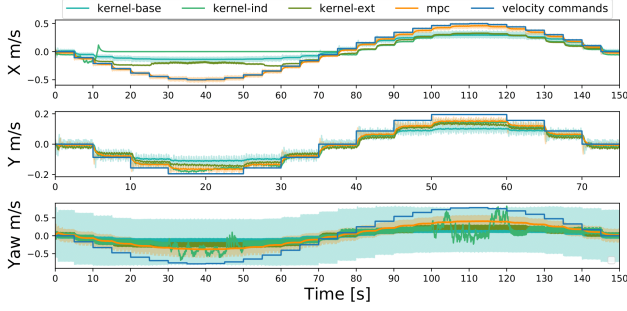 kernel-base kernel-ind kernel-ext mpc velocity commands
X m/s
0.5
0.0
−0.5
0 10 20 30 40 50 60 70 80 90 100 110 120 130 140 150
Y m/s
0.2
0.0
−0.2
0 10 20 30 40 50 60 70
Yaw m/s
0.5
0.0
−0.5
0 10 20 30 40 50 60 70 80 90 100 110 120 130 140 150
Time [s]